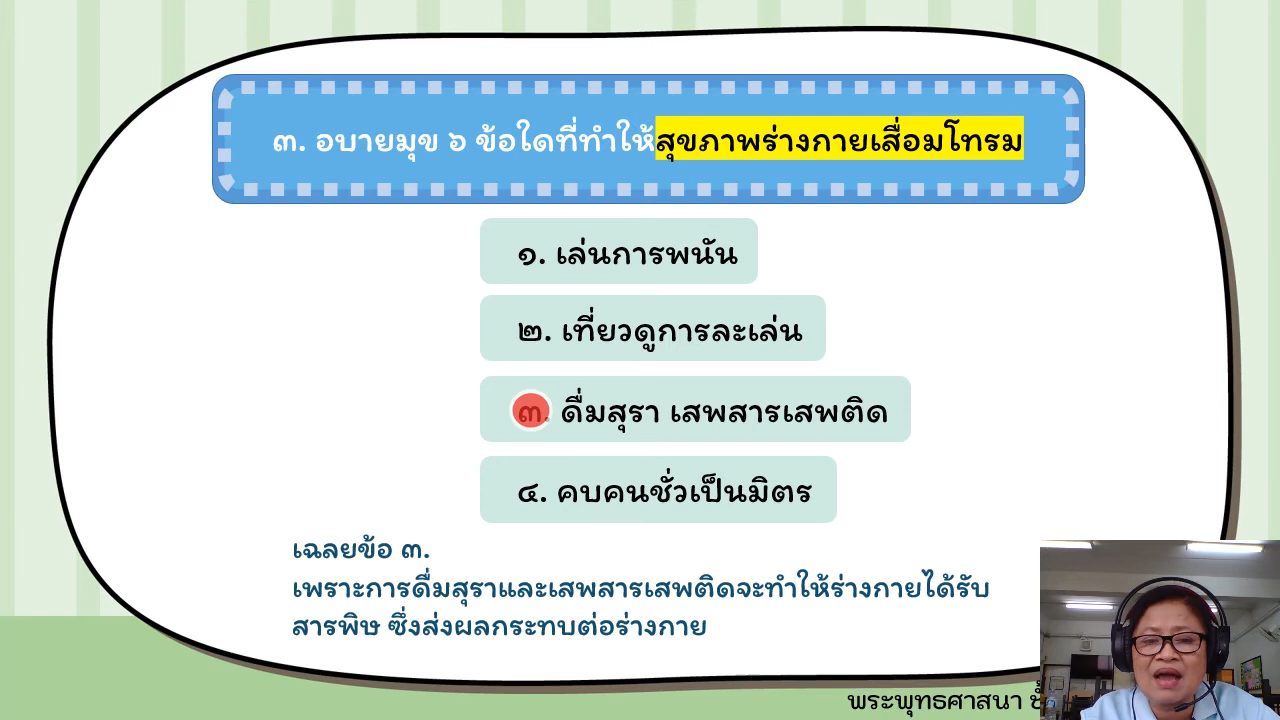 ๓. อบายมุข ๖ ข้อใดที่ทำให้สุขภาพร่างกายเสื่อมโทรม
๑. เล่นการพนัน
๒. เที่ยวดูการละเล่น
๓. ดื่มสุรา เสพสารเสพติด
๔. คบคนชั่วเป็นมิตร
เฉลยข้อ ๓.
เพราะการดื่มสุราและเสพสารเสพติดจะทำให้ร่างกายได้รับ
สารพิษ ซึ่งส่งผลกระทบต่อร่างกาย
พระพุทธศาสนา